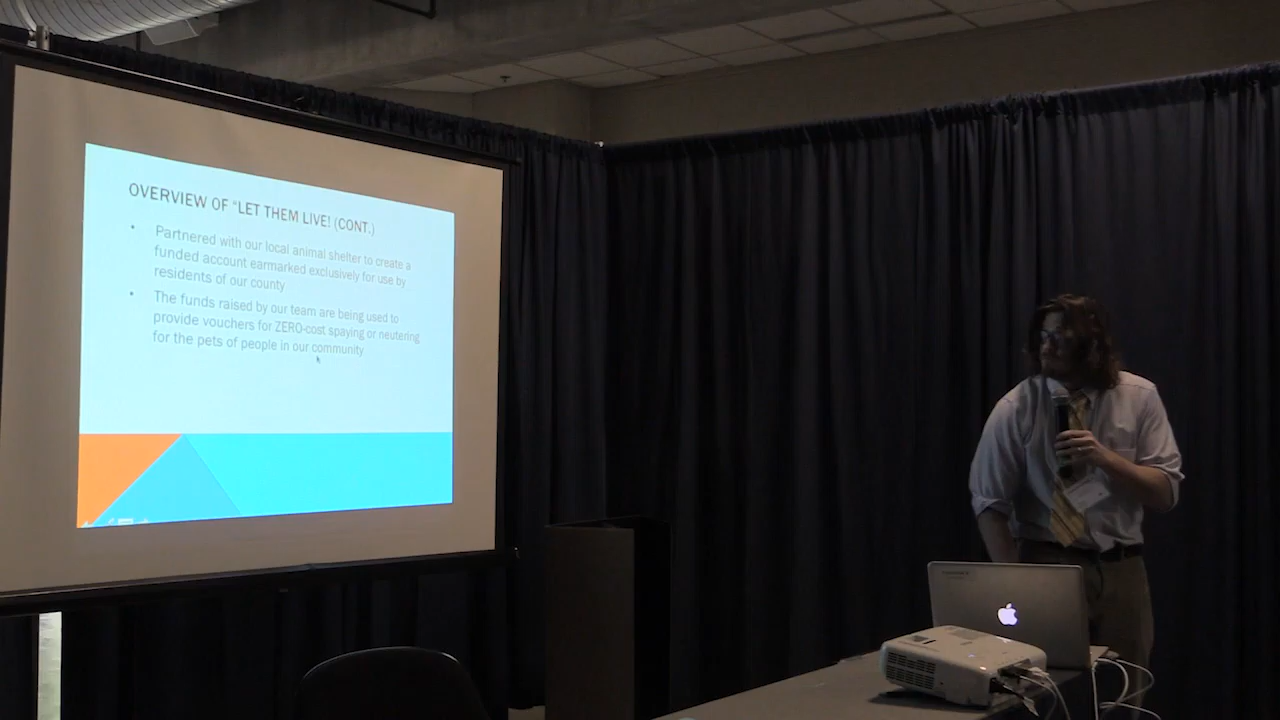 OVERVIEW OF “LET THEM LIVE! (CONT.)
• Partnered with our local animal shelter to create a
funded account earmarked exclusively for use by
residents of our county
• The funds raised by our team are being used to
provide vouchers for ZERO-cost spaying or neutering
for the pets of people in our community